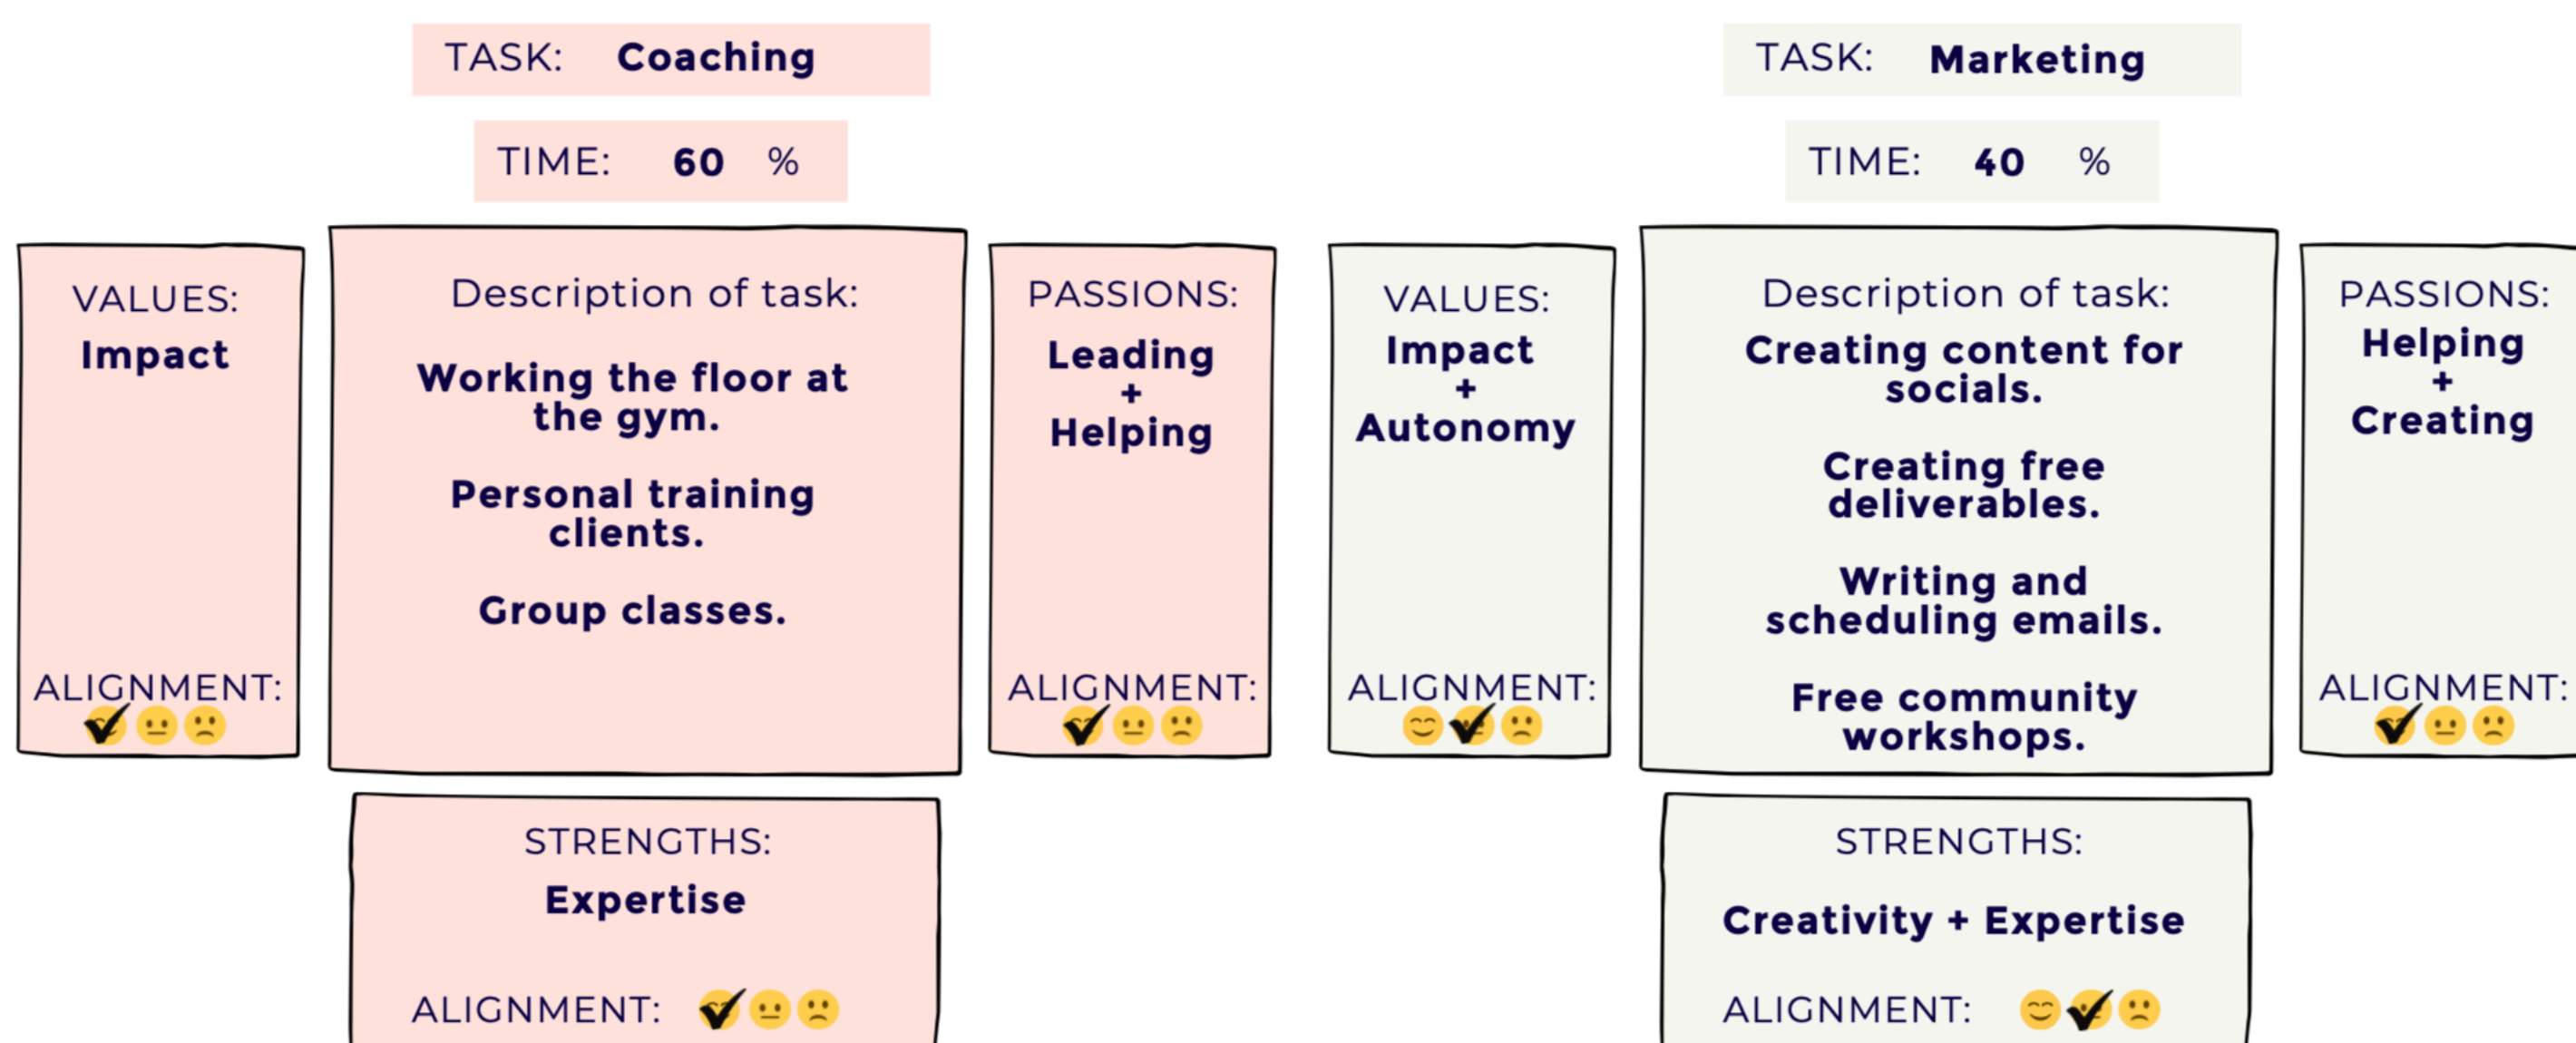 TASK: Coaching
TIME: 60 %
VALUES:
Impact
ALIGNMENT:
Description of task:
Working the floor at
the gym.
Personal training
clients.
Group classes.
PASSIONS:
Leading
+
Helping
ALIGNMENT:
STRENGTHS:
Expertise
ALIGNMENT:
TASK: Marketing
TIME: 40 %
VALUES:
Impact
+
Autonomy
ALIGNMENT:
Description of task:
Creating content for
socials.
Creating free
deliverables.
Writing and
scheduling emails.
Free community
workshops.
PASSIONS:
Helping
+
Creating
ALIGNMENT:
STRENGTHS:
Creativity + Expertise
ALIGNMENT: